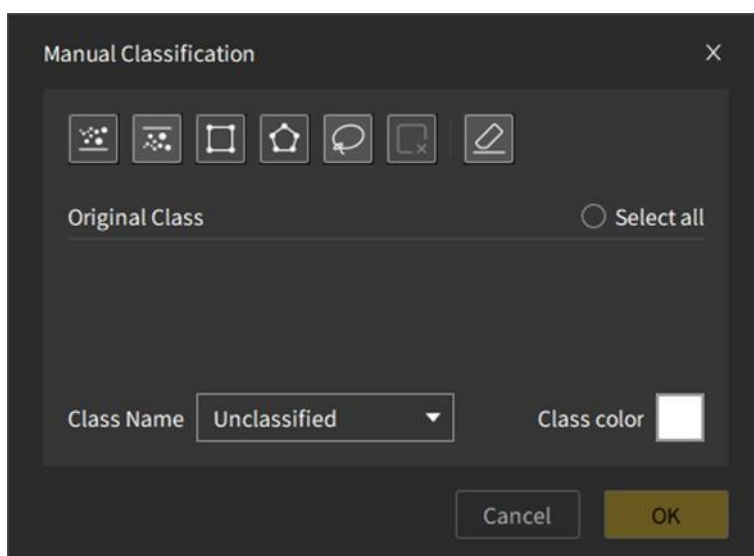 Manual Classification
X
Original Class
Select all
Class Name
Unclassified
Class color
Cancel
OK